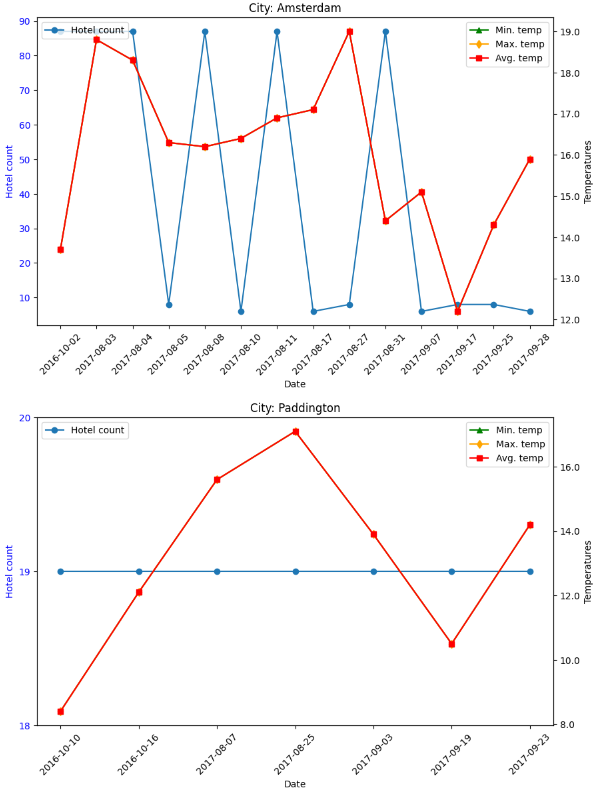 City: Amsterdam
Hotel count
Min. temp
Max. temp
Avg. temp
90
80
70
60
50
40
30
20
10
Hotel count
19.0
18.0
17.0
16.0
15.0
14.0
13.0
12.0
Temperatures
2016-10-02
2017-08-03
2017-08-04
2017-08-05
2017-08-08
2017-08-10
2017-08-11
2017-08-17
2017-08-27
2017-08-31
2017-09-07
2017-09-17
2017-09-25
2017-09-28
Date
City: Paddington
Hotel count
Min. temp
Max. temp
Avg. temp
20
19
18
Hotel count
16.0
14.0
12.0
10.0
8.0
Temperatures
2016-10-10
2016-10-16
2017-08-07
2017-08-25
2017-09-03
2017-09-19
2017-09-23
Date